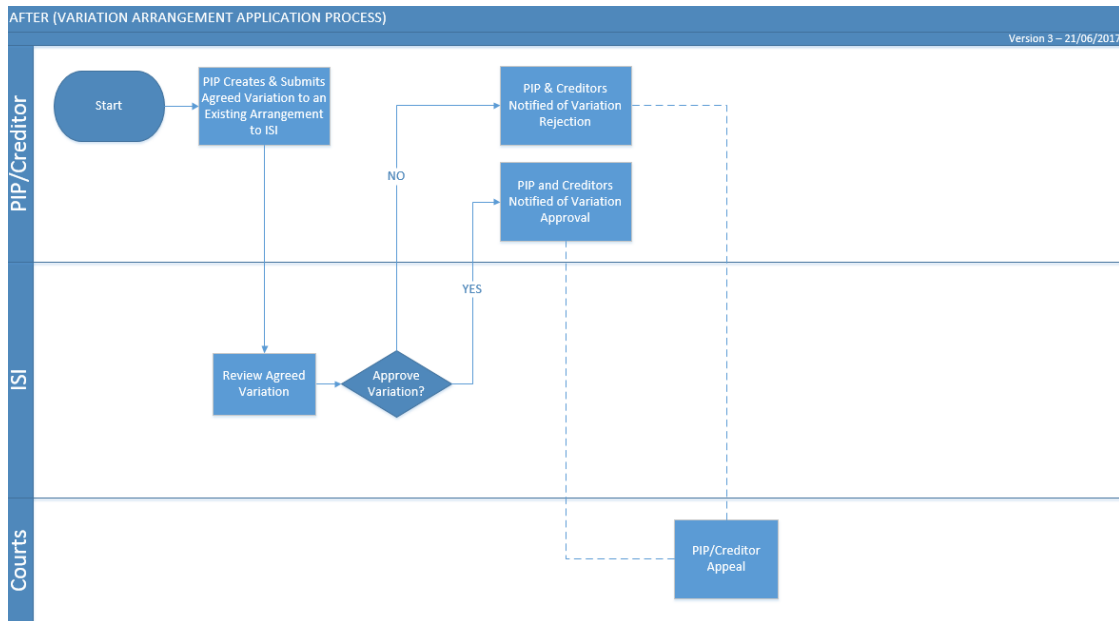 AFTER (VARIATION ARRANGEMENT APPLICATION PROCESS)
Version 3 – 21/06/2017
PIP/Creditor
Start
PIP Creates & Submits
Agreed Variation to an
Existing Arrangement
to ISI
PIP & Creditors
Notified of Variation
Rejection
NO
PIP and Creditors
Notified of Variation
Approval
YES
ISI
Review Agreed
Variation
Approve
Variation?
Courts
PIP/Creditor
Appeal